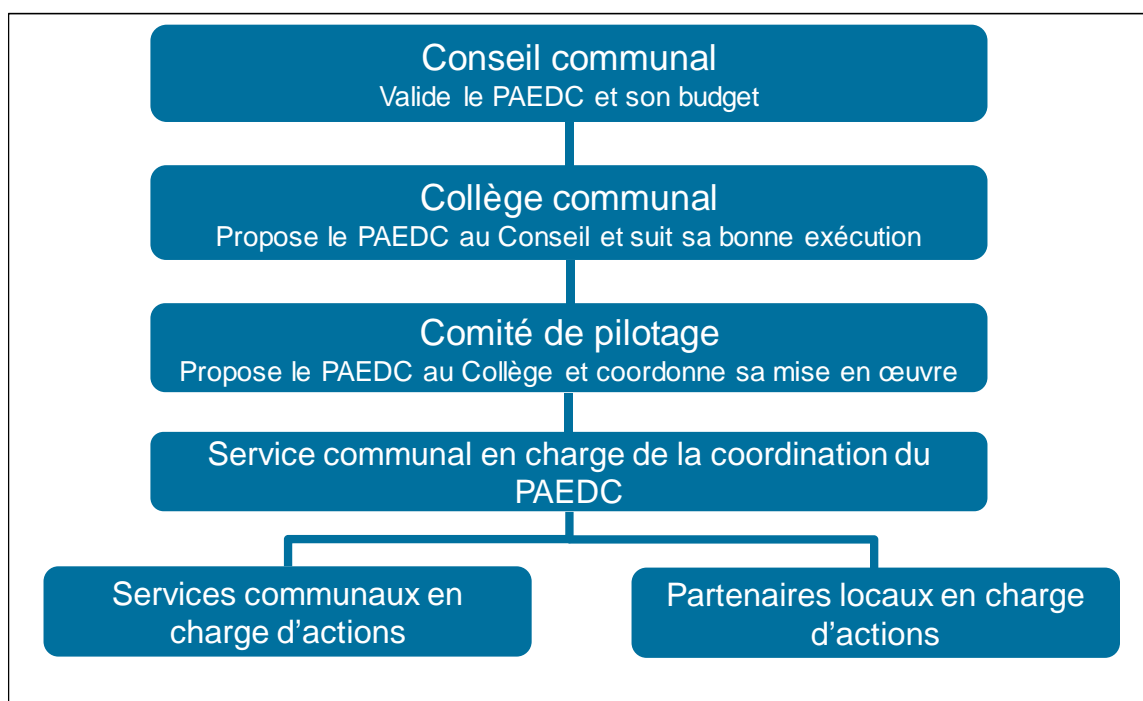 Conseil communal
Valide le PAEDC et son budget
Collège communal
Propose le PAEDC au Conseil et suit sa bonne exécution
Comité de pilotage
Propose le PAEDC au Collège et coordonne sa mise en œuvre
Service communal en charge de la coordination du
PAEDC
Services communaux en
charge d'actions
Partenaires locaux en charge
d'actions